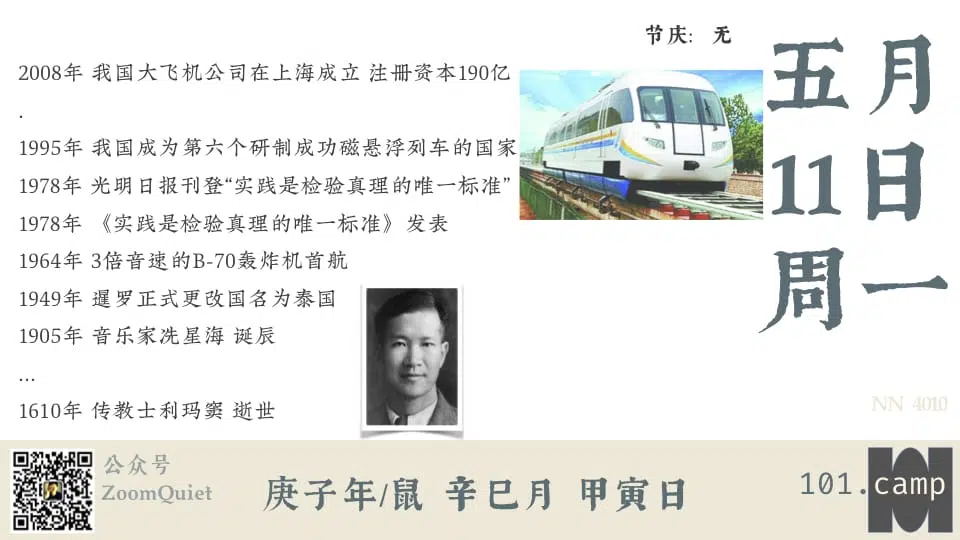 节庆: 无
2008年 我国大飞机公司在上海成立 注册资本190亿
.
1995年 我国成为第六个研制成功磁悬浮列车的国家
1978年 光明日报刊登“实践是检验真理的唯一标准”
1978年 《实践是检验真理的唯一标准》发表
1964年 3倍音速的B-70轰炸机首航
1949年 暹罗正式更改国名为泰国
1905年 音乐家冼星海 诞辰
...
1610年 传教士利玛窦 逝世
五月
11日
周一
NN 4010
公众号
ZoomQuiet
庚子年/鼠 辛巳月 甲寅日
101.camp